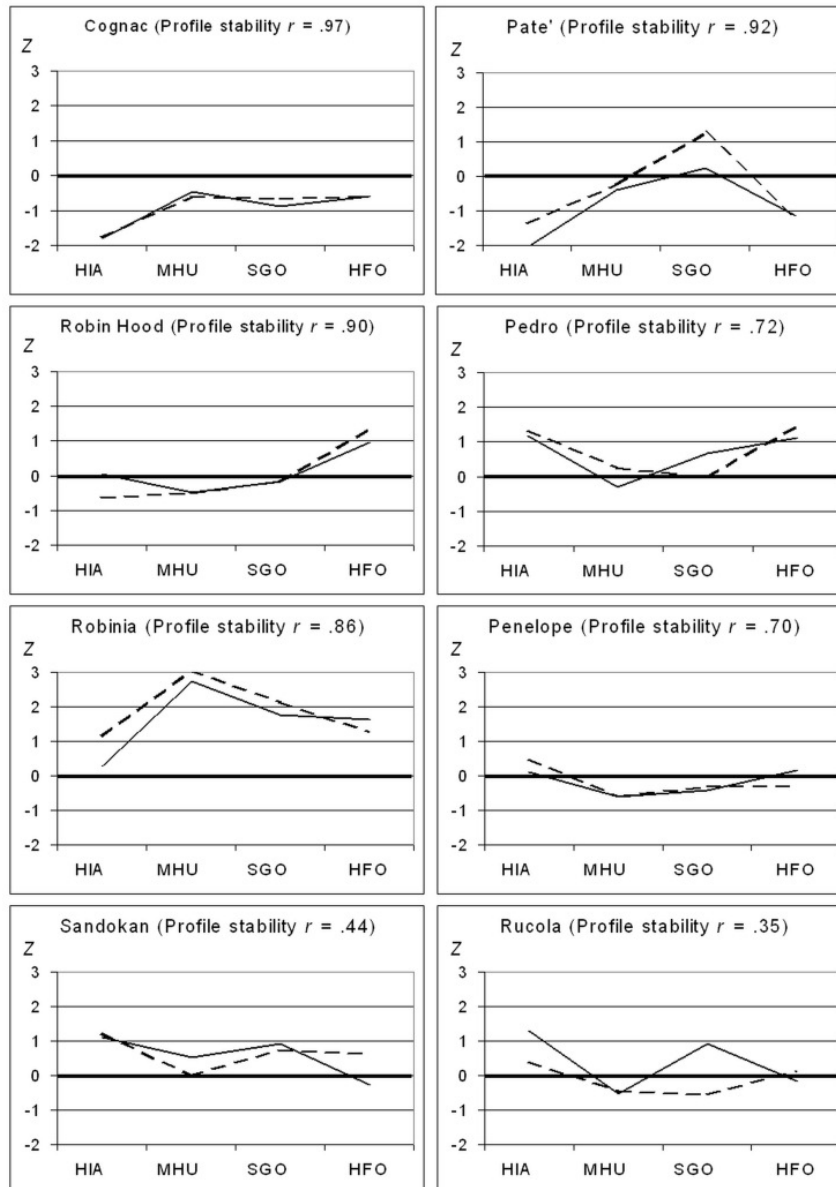 Cognac (Profile stability r = .97)
Z
3
2
1
0
-1
-2
HIA MHU SGO HFO
Pate' (Profile stability r = .92)
Z
3
2
1
0
-1
-2
HIA MHU SGO HFO
Robin Hood (Profile stability r = .90)
Z
3
2
1
0
-1
-2
HIA MHU SGO HFO
Pedro (Profile stability r = .72)
Z
3
2
1
0
-1
-2
HIA MHU SGO HFO
Robinia (Profile stability r = .86)
Z
3
2
1
0
-1
-2
HIA MHU SGO HFO
Penelope (Profile stability r = .70)
Z
3
2
1
0
-1
-2
HIA MHU SGO HFO
Sandokan (Profile stability r = .44)
Z
3
2
1
0
-1
-2
HIA MHU SGO HFO
Rucola (Profile stability r = .35)
Z
3
2
1
0
-1
-2
HIA MHU SGO HFO